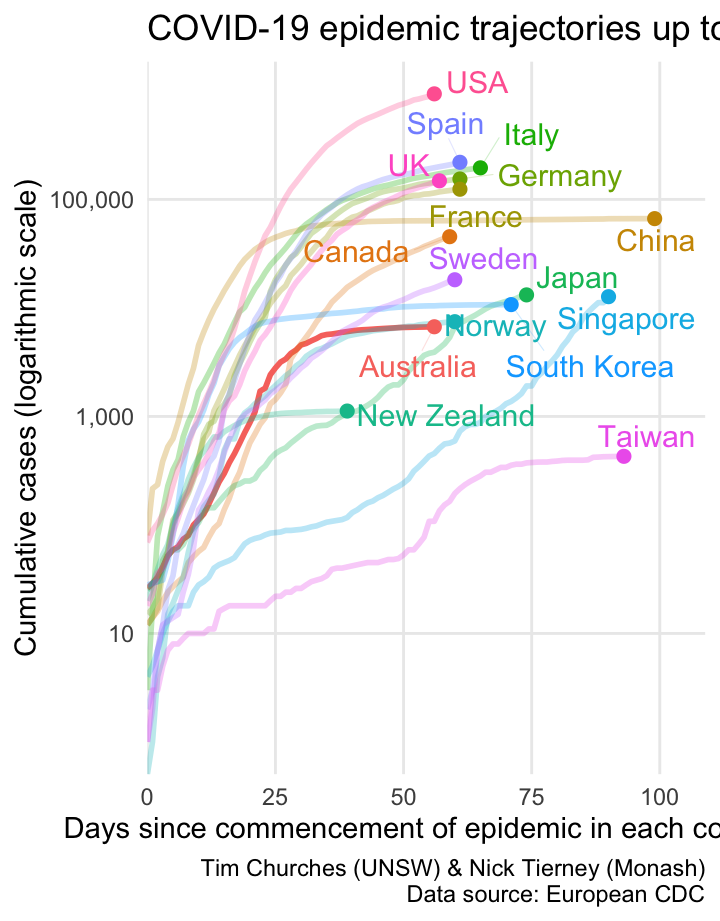 COVID-19 epidemic trajectories up to
USA
Spain
Italy
UK
Germany
100,000
France
China
Canada
Sweden
Japan
Norway
Singapore
Australia
South Korea
1,000
New Zealand
Taiwan
10
Cumulative cases (logarithmic scale)
0 25 50 75 100
Days since commencement of epidemic in each co
Tim Churches (UNSW) & Nick Tierney (Monash)
Data source: European CDC